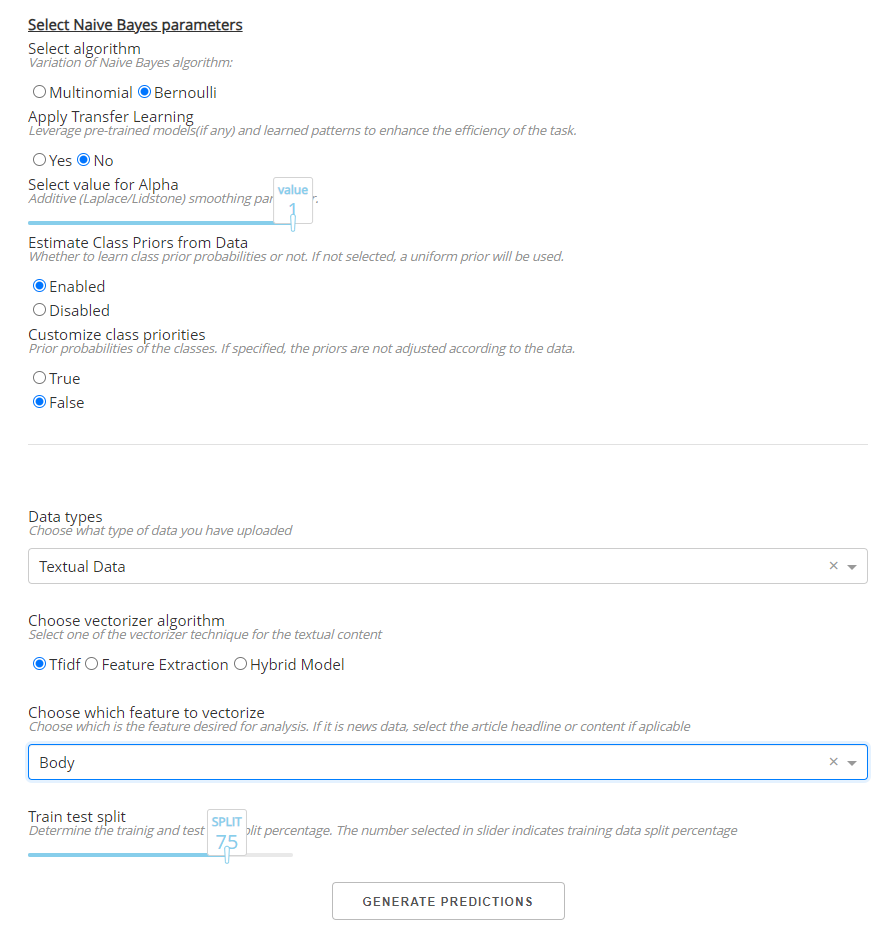 Select Naive Bayes parameters
Select algorithm
Variation of Naive Bayes algorithm:
Multinomial Bernoulli
Apply Transfer Learning
Leverage pre-trained models(if any) and learned patterns to enhance the efficiency of the task.
Yes No
Select value for Alpha
value
Additive (Laplace/Lidstone) smoothing par r.
1
Estimate Class Priors from Data
Whether to learn class prior probabilities or not. If not selected, a uniform prior will be used.
Enabled
Disabled
Customize class priorities
Prior probabilities of the classes. If specified, the priors are not adjusted according to the data.
True
False
Data types
Choose what type of data you have uploaded
Textual Data
Choose vectorizer algorithm
Select one of the vectorizer technique for the textual content
Tfidf Feature Extraction Hybrid Model
Choose which feature to vectorize
Choose which is the feature desired for analysis. If it is news data, select the article headline or content if aplicable
Body
Train test split
SPLIT
Determine the trainig and test plit percentage. The number selected in slider indicates training data split percentage
75
GENERATE PREDICTIONS